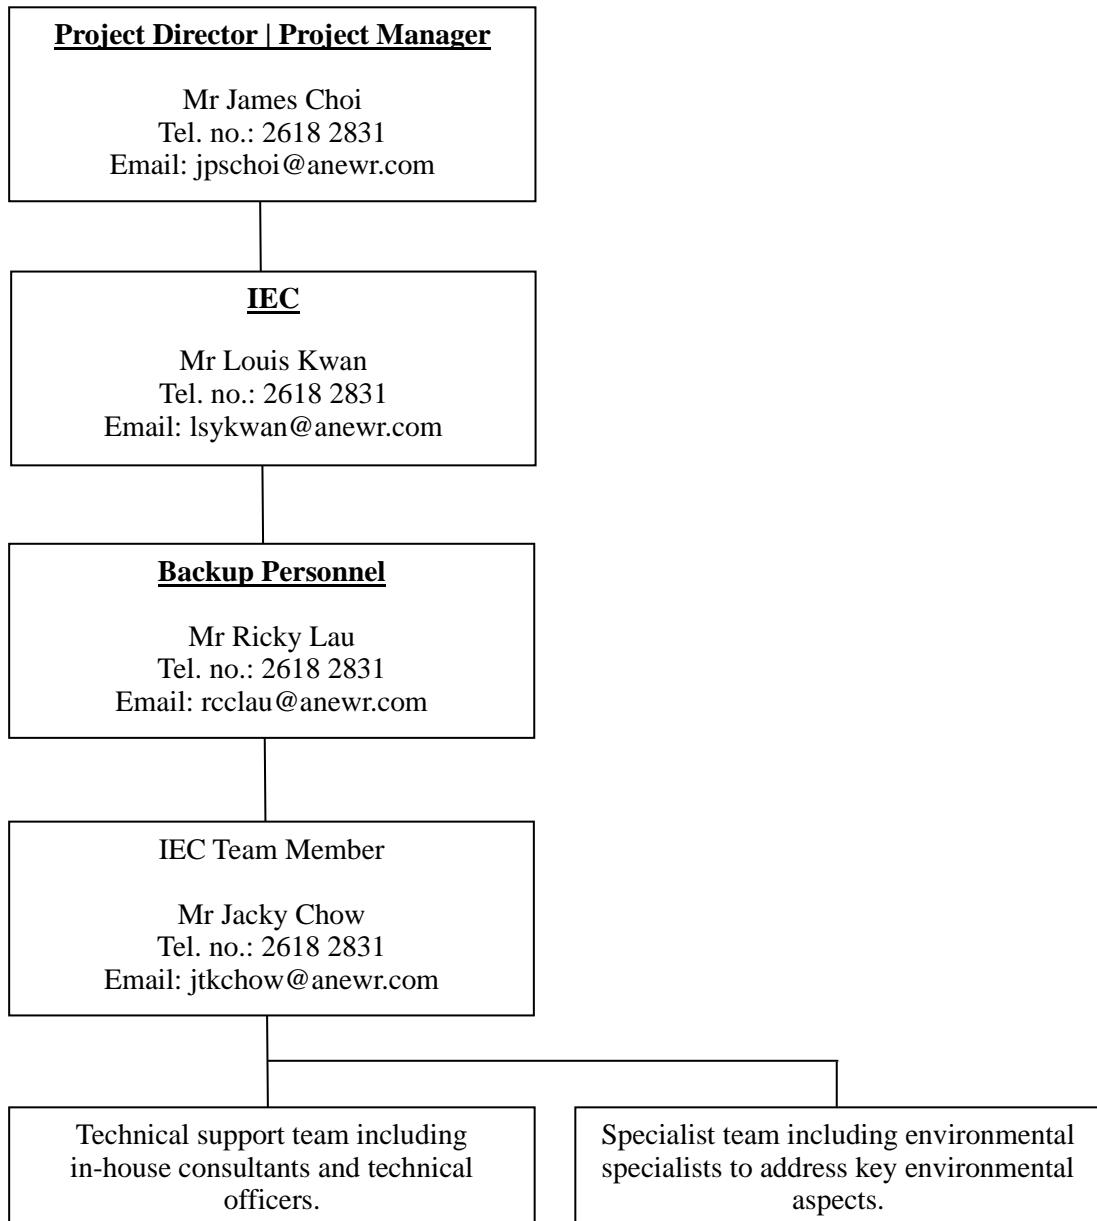 Project Director | Project Manager
Mr James Choi
Tel. no.: 2618 2831
Email: jpschoi@anewr.com
IEC
Mr Louis Kwan
Tel. no.: 2618 2831
Email: lsykwan@anewr.com
Backup Personnel
Mr Ricky Lau
Tel. no.: 2618 2831
Email: rcclau@anewr.com
IEC Team Member
Mr Jacky Chow
Tel. no.: 2618 2831
Email: jtkchow@anewr.com
Technical support team including
in-house consultants and technical
officers.
Specialist team including environmental
specialists to address key environmental
aspects.